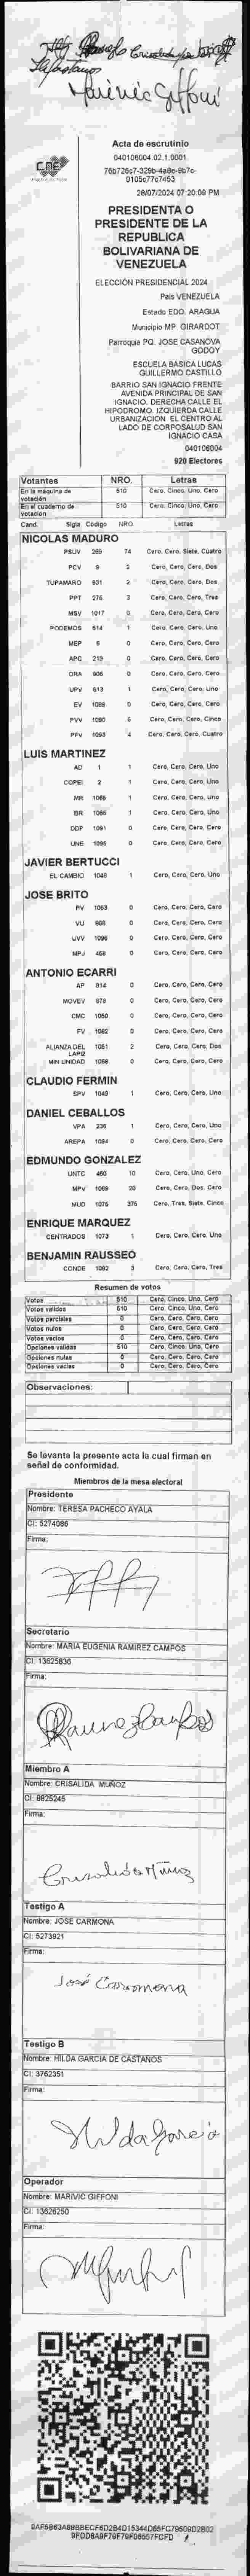 Marivic Giffoni
CNE
Acta de escrutinio
040106004.02.1.0001
28/07/2024 07:20:09 PM
PRESIDENTA O
PRESIDENTE DE LA
REPUBLICA
BOLIVARIANA DE
VENEZUELA
ELECCIÓN PRESIDENCIAL 2024
País VENEZUELA
Estado EDO. ARAGUA
Municipio MP. GIRARDOT
Parroquia PQ. JOSE CASANOVA
GODOY
ESCUELA BASICA LUCAS
GUILLERMO CASTILLO
BARRIO SAN IGNACIO FRENTE
AVENIDA PRINCIPAL DE SAN
IGNACIO. DERECHA CALLE EL
HIPODROMO. IZQUIERDA CALLE
URBANIZACION EL CENTRO AL
LADO DE CORPOSALUD SAN
IGNACIO CASA
040106004
920 Electores
Votantes NRO. Letras
En la máquina de votación 510 Cero, Cinco, Uno, Cero
En el cuaderno de votación 510 Cero, Cinco, Uno, Cero
Cand. Sigla Código NRO. Letras
NICOLAS MADURO
PSUV 269 74 Cero, Cero, Siete, Cuatro
PCV 9 2 Cero, Cero, Cero, Dos
TUPAMARO 931 2 Cero, Cero, Cero, Dos
PPT 276 3 Cero, Cero, Cero, Tres
MSV 1017 0 Cero, Cero, Cero, Cero
PODEMOS 614 1 Cero, Cero, Cero, Uno
MEP 6 0 Cero, Cero, Cero, Cero
APC 219 0 Cero, Cero, Cero, Cero
ORA 906 0 Cero, Cero, Cero, Cero
UPV 613 1 Cero, Cero, Cero, Uno
EV 1088 0 Cero, Cero, Cero, Cero
PVV 1080 5 Cero, Cero, Cero, Cinco
PFV 1093 4 Cero, Cero, Cero, Cuatro
LUIS MARTINEZ
AD 1 1 Cero, Cero, Cero, Uno
COPEI 2 1 Cero, Cero, Cero, Uno
MR 1065 1 Cero, Cero, Cero, Uno
BR 1066 1 Cero, Cero, Cero, Uno
DDP 1091 0 Cero, Cero, Cero, Cero
UNE 1095 0 Cero, Cero, Cero, Cero
JAVIER BERTUCCI
EL CAMBIO 1048 1 Cero, Cero, Cero, Uno
JOSE BRITO
PV 1053 0 Cero, Cero, Cero, Cero
VU 989 0 Cero, Cero, Cero, Cero
UVV 1096 0 Cero, Cero, Cero, Cero
MPJ 458 0 Cero, Cero, Cero, Cero
ANTONIO ECARRI
AP 814 0 Cero, Cero, Cero, Cero
MOVEV 978 0 Cero, Cero, Cero, Cero
CMC 1050 0 Cero, Cero, Cero, Cero
FV 1062 0 Cero, Cero, Cero, Cero
ALIANZA DEL LAPIZ 1051 2 Cero, Cero, Cero, Dos
MIN UNIDAD 1058 0 Cero, Cero, Cero, Cero
CLAUDIO FERMIN
SPV 1049 1 Cero, Cero, Cero, Uno
DANIEL CEBALLOS
VPA 236 1 Cero, Cero, Cero, Uno
AREPA 1094 0 Cero, Cero, Cero, Cero
EDMUNDO GONZALEZ
UNTC 460 10 Cero, Cero, Uno, Cero
MPV 1069 20 Cero, Cero, Dos, Cero
MUD 1075 375 Cero, Tres, Siete, Cinco
ENRIQUE MARQUEZ
CENTRADOS 1073 1 Cero, Cero, Cero, Uno
BENJAMIN RAUSSEO
CONDE 1092 3 Cero, Cero, Cero, Tres
Resumen de votos
Votos 510 Cero, Cinco, Uno, Cero
Votos válidos 510 Cero, Cinco, Uno, Cero
Votos parciales 0 Cero, Cero, Cero, Cero
Votos nulos 0 Cero, Cero, Cero, Cero
Votos vacíos 0 Cero, Cero, Cero, Cero
Opciones válidas 510 Cero, Cinco, Uno, Cero
Opciones nulas 0 Cero, Cero, Cero, Cero
Opciones vacías 0 Cero, Cero, Cero, Cero
Observaciones:
Se levanta la presente acta la cual firman en
señal de conformidad.
Miembros de la mesa electoral
Presidente
Nombre: TERESA PACHECO AYALA
CI: 5274086
Firma:
Secretario
Nombre: MARIA EUGENIA RAMIREZ CAMPOS
CI: 13625836
Firma:
Miembro A
Nombre: CRISALIDA MUÑOZ
CI: 8825245
Firma:
Crisalida Muñoz
Testigo A
Nombre: JOSE CARMONA
CI: 5273921
Firma:
José Carmona
Testigo B
Nombre: HILDA GARCIA DE CASTAÑOS
CI: 3762351
Firma:
Hilda Garcia
Operador
Nombre: MARIVIC GIFFONI
CI: 13626250
Firma: